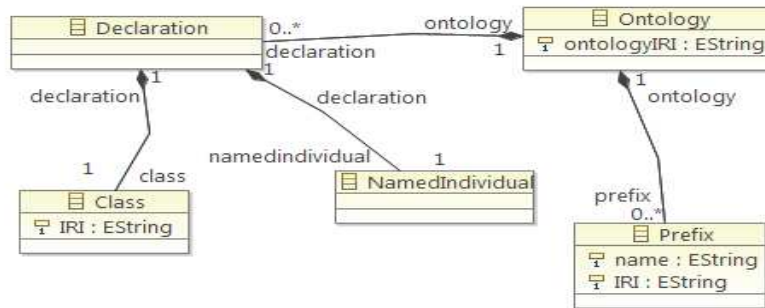 Declaration
0..*
declaration
ontology
1
Ontology
ontologyIRI : EString
1
declaration
1
declaration
1
ontology
namedindividual
1
1
class
NamedIndividual
Class
IRI : EString
prefix
0..*
Prefix
name : EString
IRI : EString